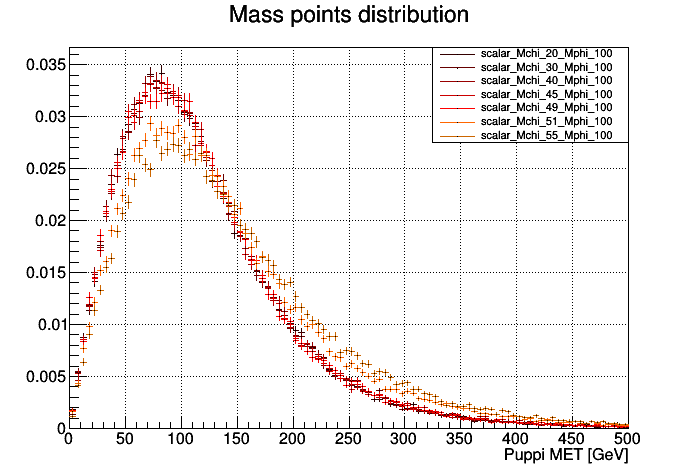 Mass points distribution
scalar_Mchi_20_Mphi_100
scalar_Mchi_30_Mphi_100
scalar_Mchi_40_Mphi_100
scalar_Mchi_45_Mphi_100
scalar_Mchi_49_Mphi_100
scalar_Mchi_51_Mphi_100
scalar_Mchi_55_Mphi_100
0.035
0.03
0.025
0.02
0.015
0.01
0.005
0
0 50 100 150 200 250 300 350 400 450 500
Puppi MET [GeV]